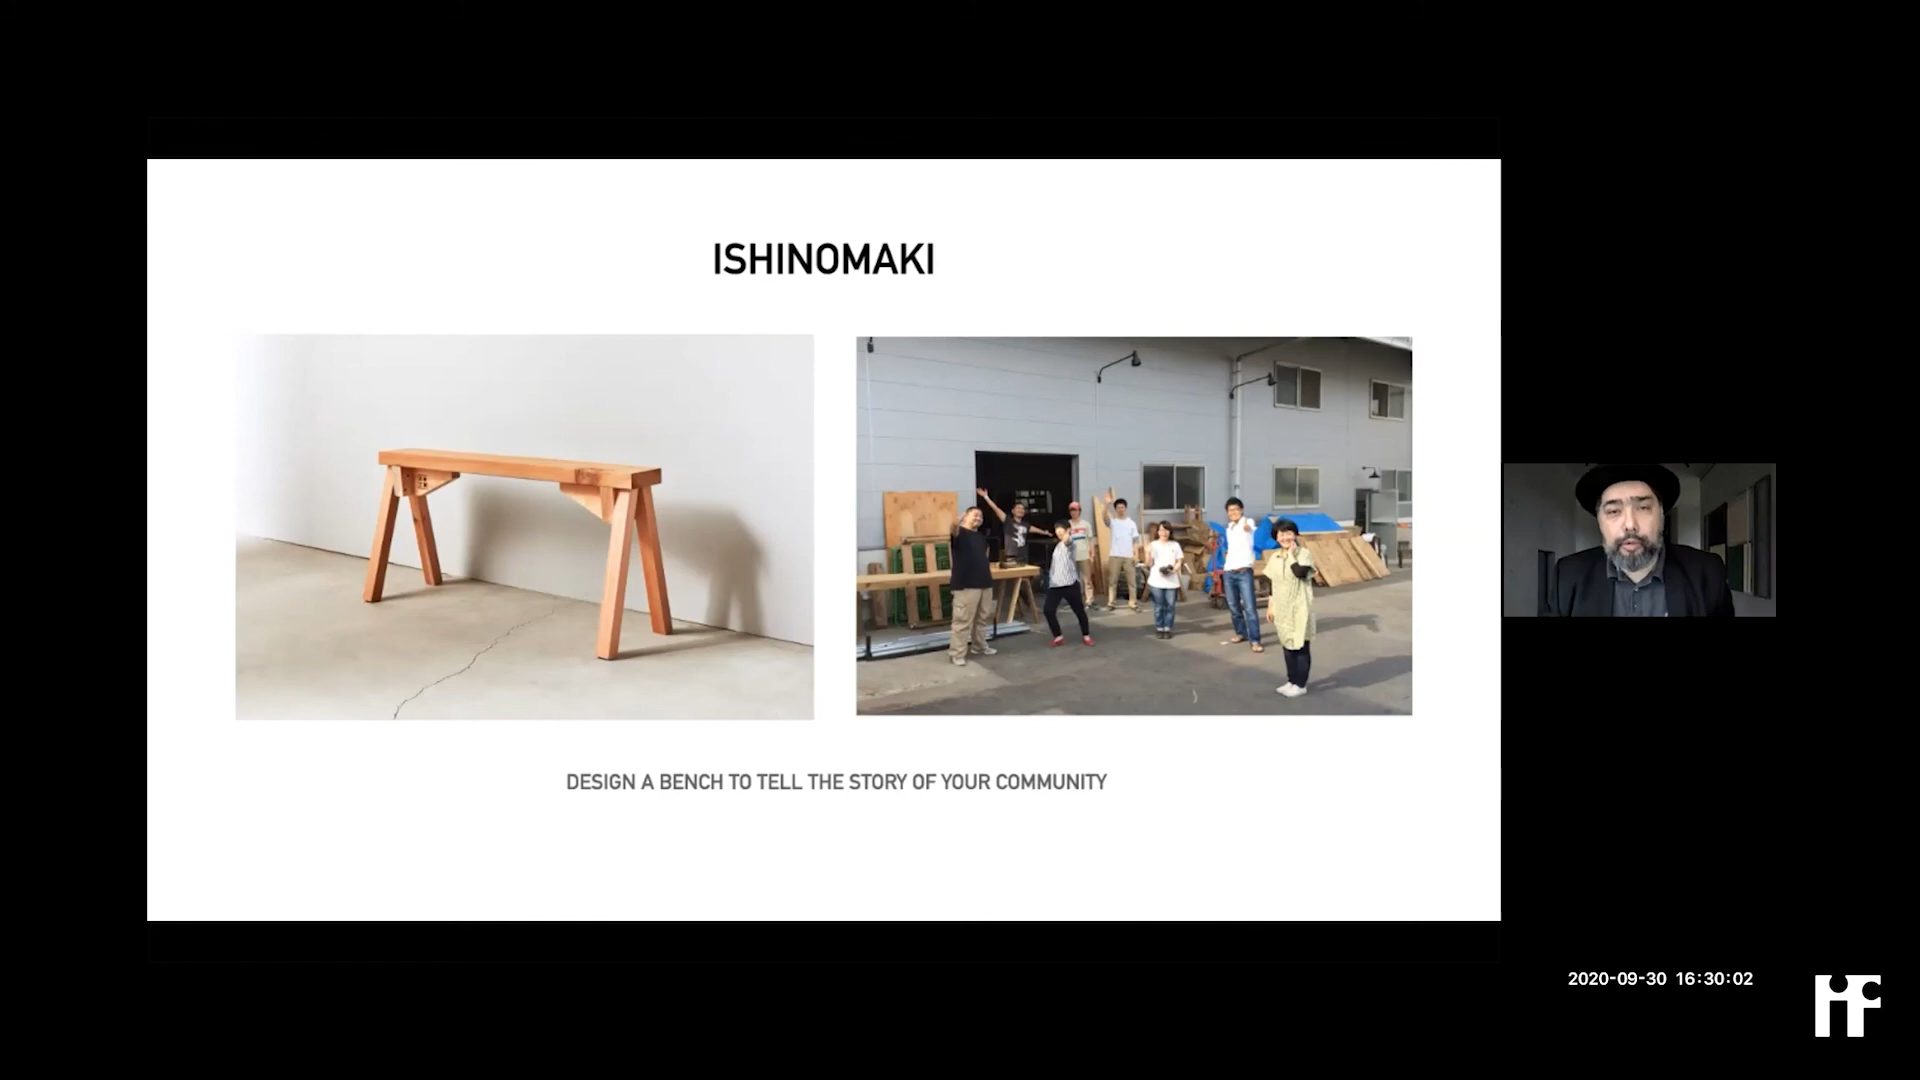 ISHINOMAKI
DESIGN A BENCH TO TELL THE STORY OF YOUR COMMUNITY
2020-09-30 16:30:02